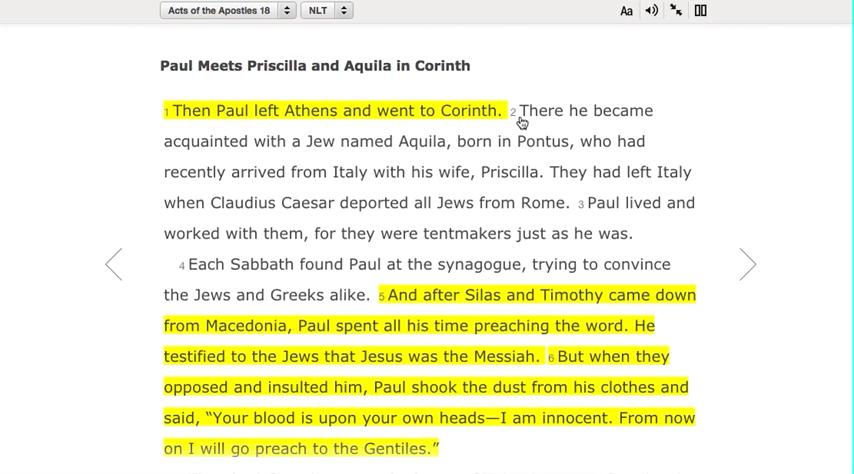 Acts of the Apostles 18 NLT Aa
Paul Meets Priscilla and Aquila in Corinth
1 Then Paul left Athens and went to Corinth. 2 There he became
acquainted with a Jew named Aquila, born in Pontus, who had
recently arrived from Italy with his wife, Priscilla. They had left Italy
when Claudius Caesar deported all Jews from Rome. 3 Paul lived and
worked with them, for they were tentmakers just as he was.
4 Each Sabbath found Paul at the synagogue, trying to convince
the Jews and Greeks alike. 5 And after Silas and Timothy came down
from Macedonia, Paul spent all his time preaching the word. He
testified to the Jews that Jesus was the Messiah. 6 But when they
opposed and insulted him, Paul shook the dust from his clothes and
said, “Your blood is upon your own heads—I am innocent. From now
on I will go preach to the Gentiles.”